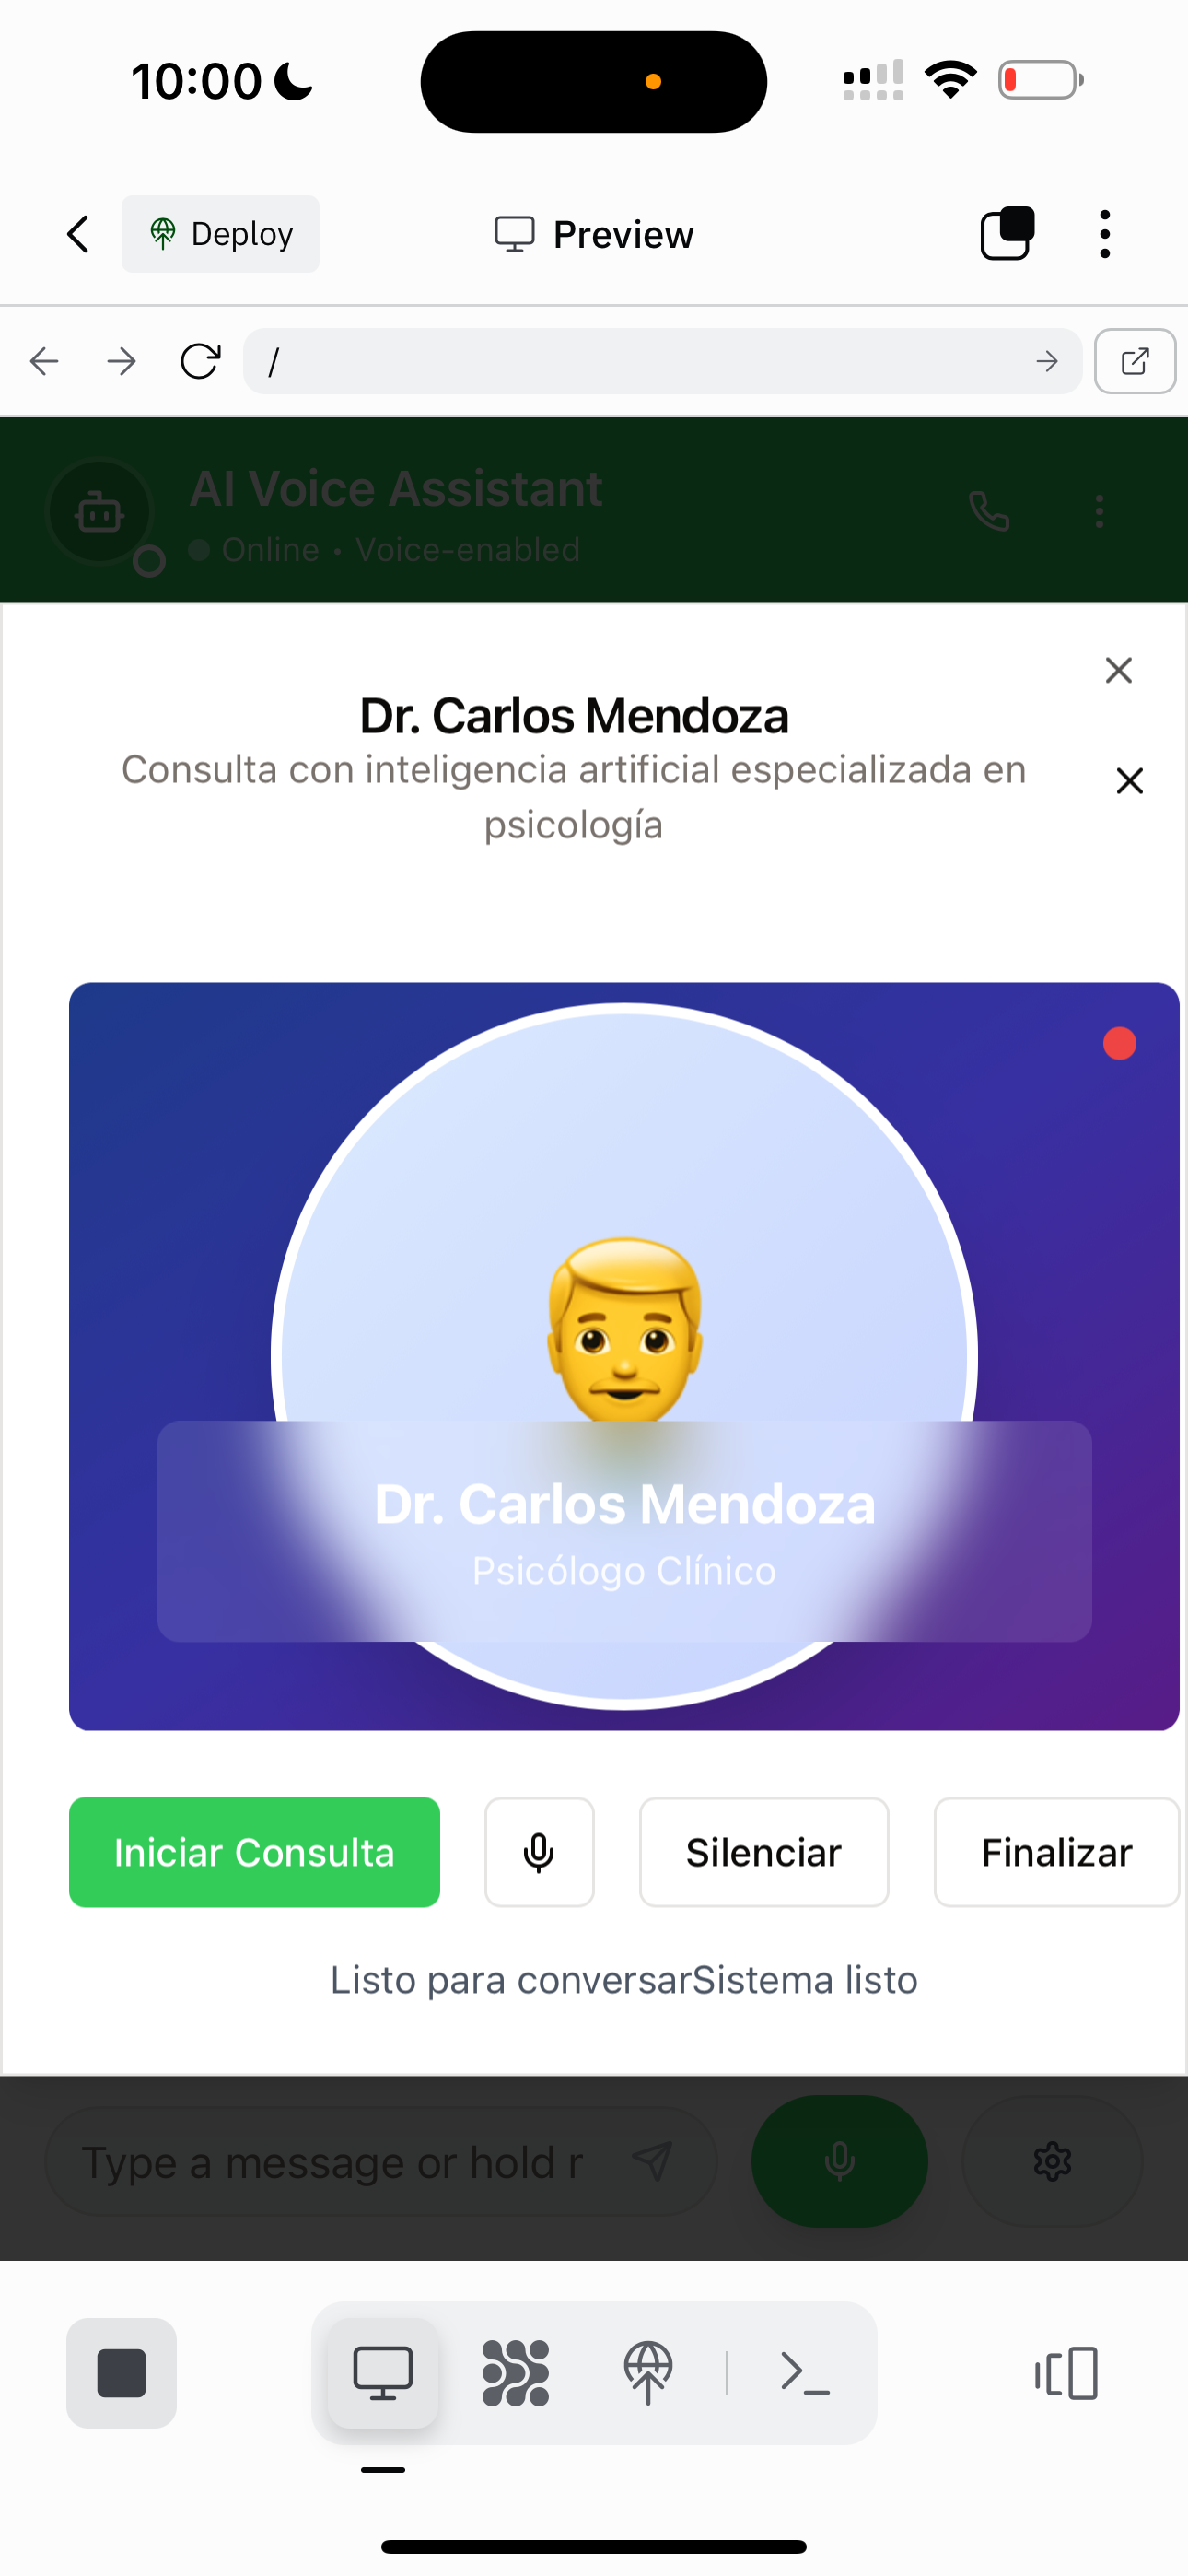 10:00
Deploy
Preview
/
AI Voice Assistant
Online • Voice-enabled
Dr. Carlos Mendoza
Consulta con inteligencia artificial especializada en
psicología
Dr. Carlos Mendoza
Psicólogo Clínico
Iniciar Consulta
Silenciar
Finalizar
Listo para conversarSistema listo
Type a message or hold r